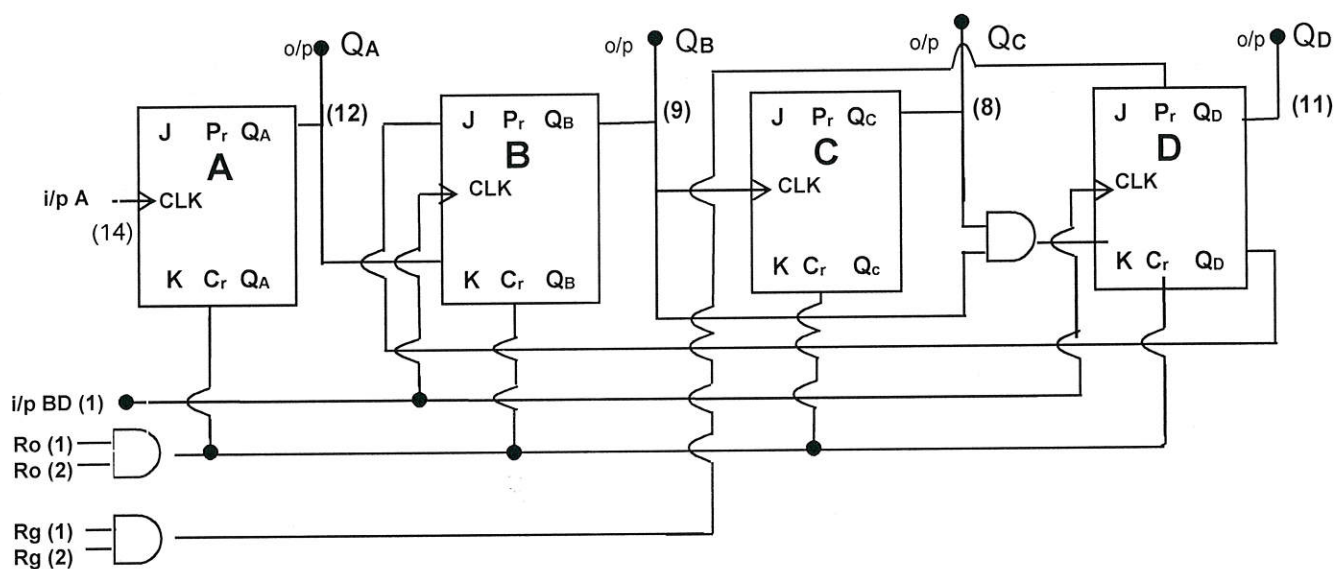 o/p QA
o/p QB
o/p QC
o/p QD
(12)
(9)
(8)
(11)
J Pr QA
A
CLK
K Cr QA
J Pr QB
B
CLK
K Cr QB
J Pr QC
C
CLK
K Cr Qc
J Pr QD
D
CLK
K Cr QD
i/p A
(14)
i/p BD (1)
Ro (1)
Ro (2)
Rg (1)
Rg (2)